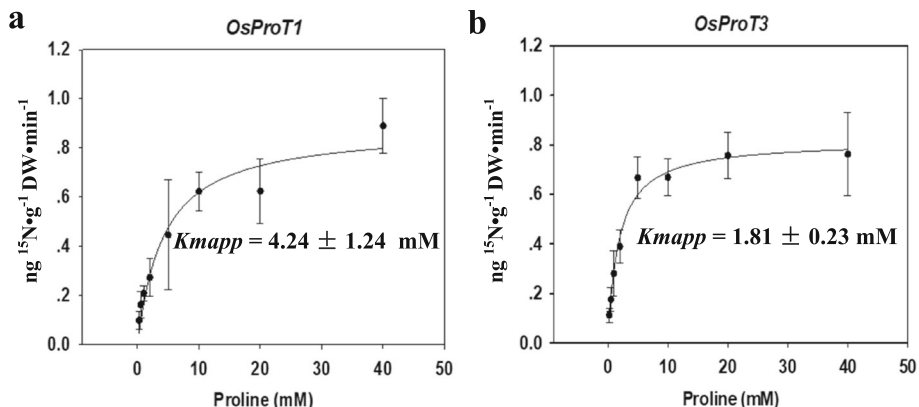 a
OsProT1
1.2
1.0
.8
.6
.4
.2
0.0
ng ¹⁵N•g⁻¹ DW•min⁻¹
Kmapp = 4.24 ± 1.24 mM
0 10 20 30 40 50
Proline (mM)
b
OsProT3
1.2
1.0
.8
.6
.4
.2
0.0
ng ¹⁵N•g⁻¹ DW•min⁻¹
Kmapp = 1.81 ± 0.23 mM
0 10 20 30 40 50
Proline (mM)